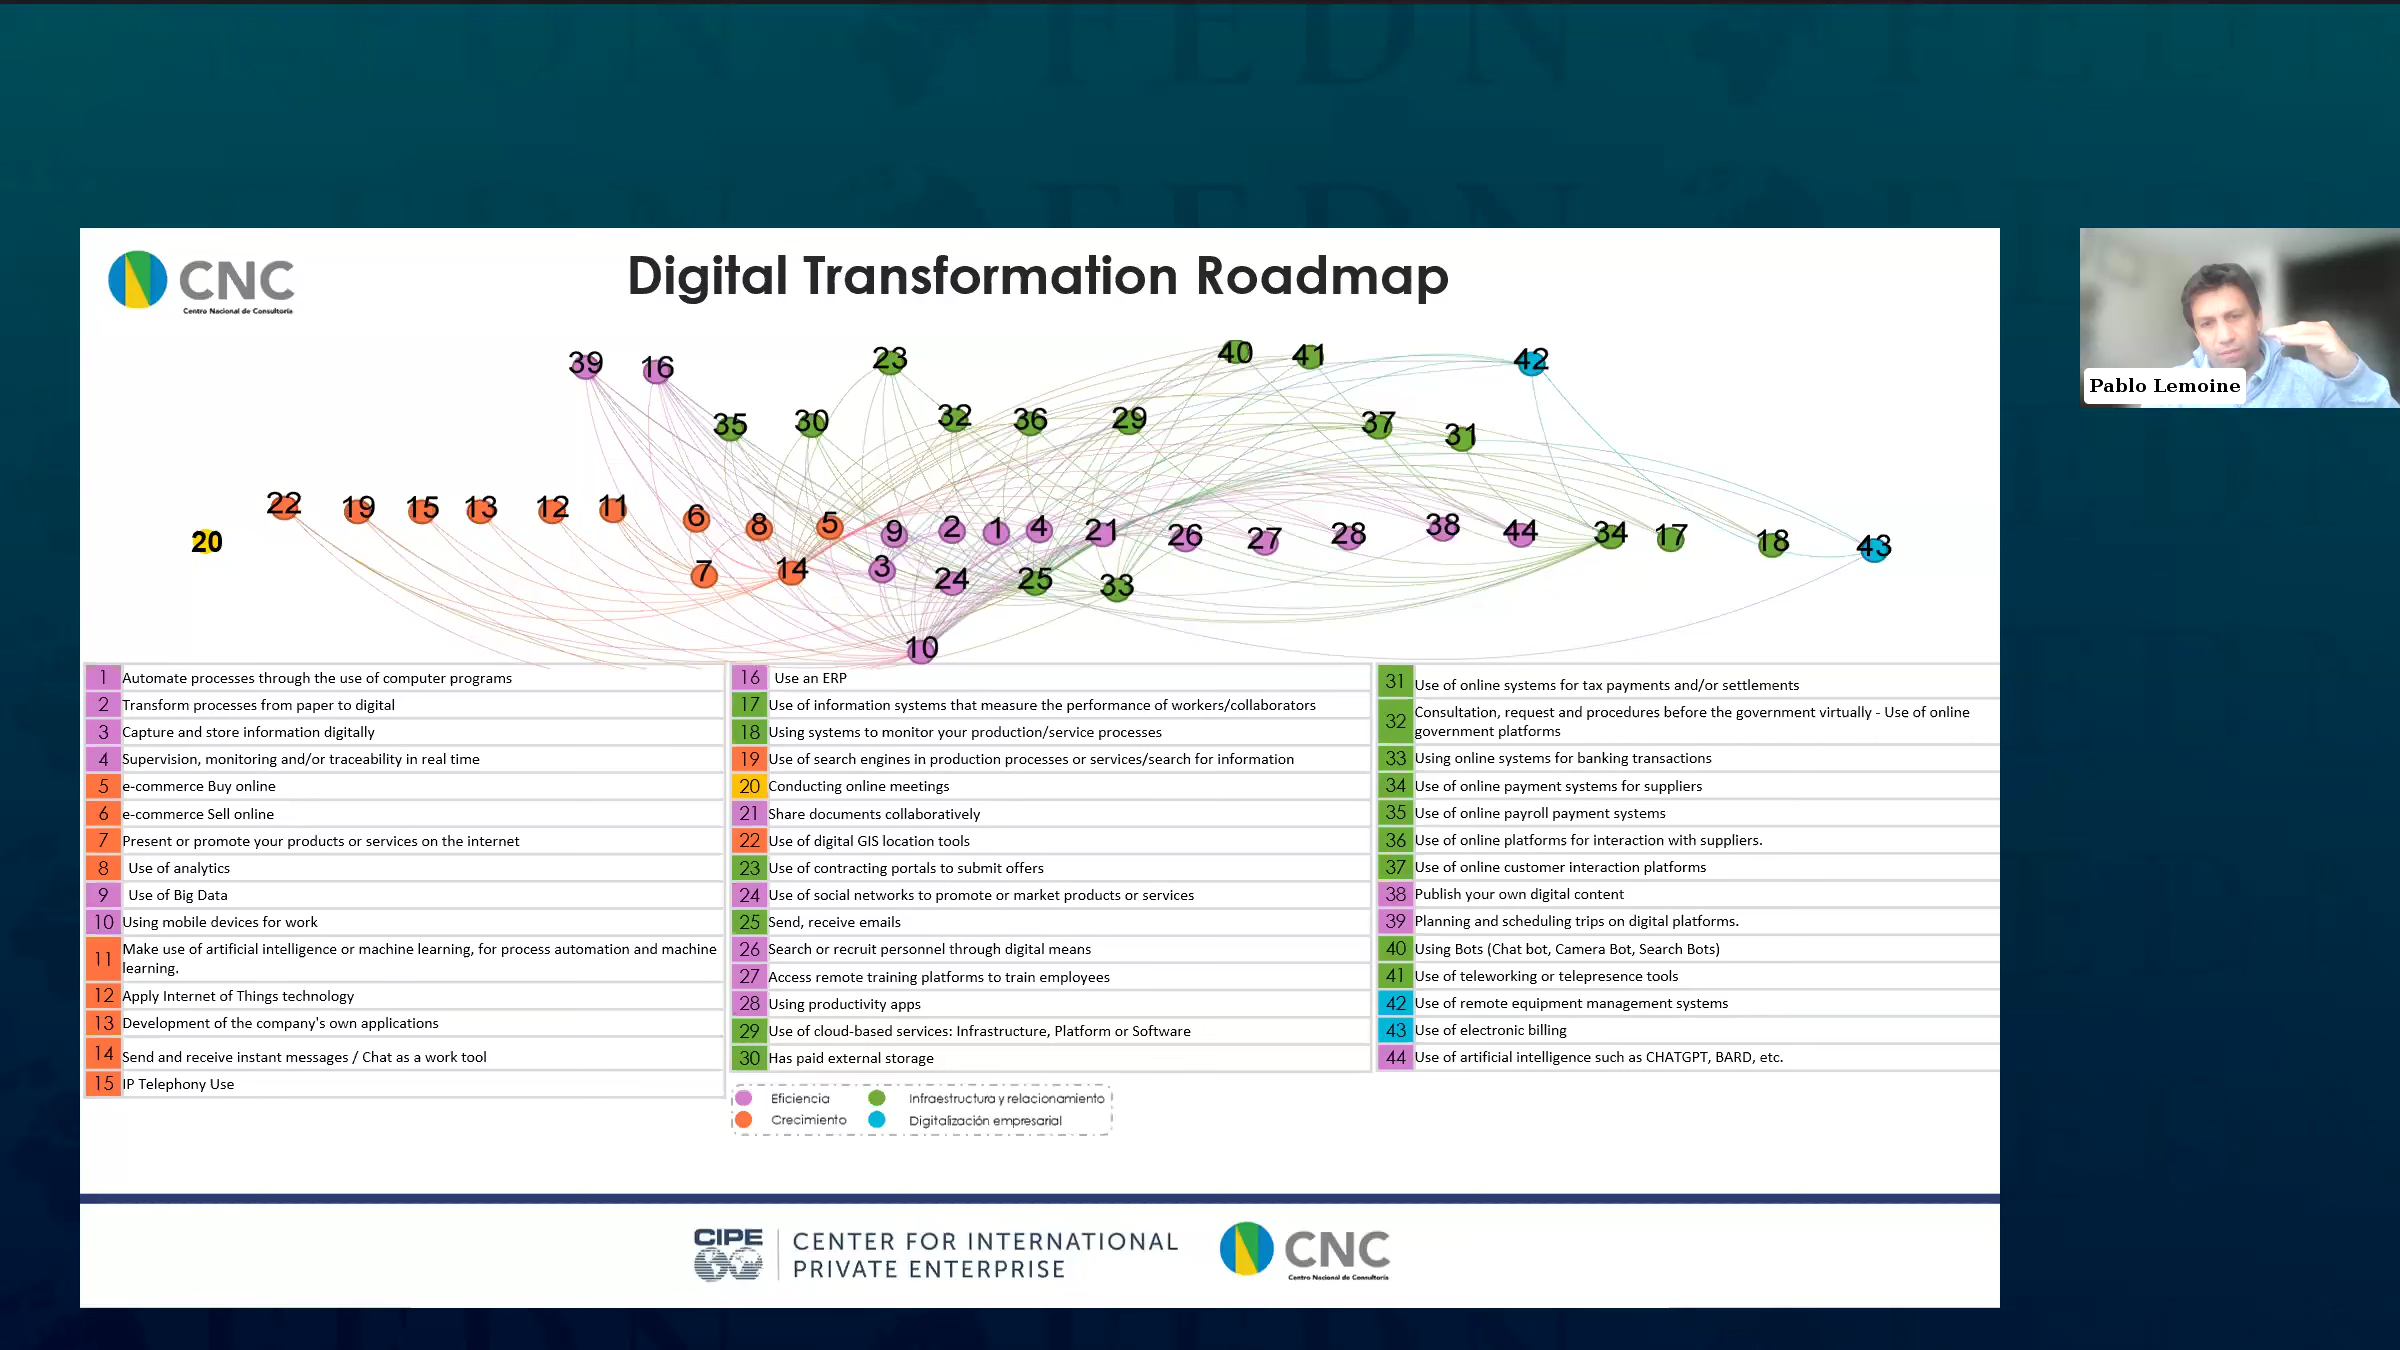 FEDN
CNC
Centro Nacional de Consultoría
Digital Transformation Roadmap
39 16 23 40 41 42
35 30 32 36 29 37 31
22 19 15 13 12 11 6 8 5 9 2 1 4 21 26 27 28 38 44 34 17 18 43
20
7 14 3 24 25 33
10
1 Automate processes through the use of computer programs
2 Transform processes from paper to digital
3 Capture and store information digitally
4 Supervision, monitoring and/or traceability in real time
5 e-commerce Buy online
6 e-commerce Sell online
7 Present or promote your products or services on the internet
8 Use of analytics
9 Use of Big Data
10 Using mobile devices for work
11 Make use of artificial intelligence or machine learning, for process automation and machine
learning.
12 Apply Internet of Things technology
13 Development of the company's own applications
14 Send and receive instant messages / Chat as a work tool
15 IP Telephony Use
16 Use an ERP
17 Use of information systems that measure the performance of workers/collaborators
18 Using systems to monitor your production/service processes
19 Use of search engines in production processes or services/search for information
20 Conducting online meetings
21 Share documents collaboratively
22 Use of digital GIS location tools
23 Use of contracting portals to submit offers
24 Use of social networks to promote or market products or services
25 Send, receive emails
26 Search or recruit personnel through digital means
27 Access remote training platforms to train employees
28 Using productivity apps
29 Use of cloud-based services: Infrastructure, Platform or Software
30 Has paid external storage
31 Use of online systems for tax payments and/or settlements
32 Consultation, request and procedures before the government virtually - Use of online
government platforms
33 Using online systems for banking transactions
34 Use of online payment systems for suppliers
35 Use of online payroll payment systems
36 Use of online platforms for interaction with suppliers.
37 Use of online customer interaction platforms
38 Publish your own digital content
39 Planning and scheduling trips on digital platforms.
40 Using Bots (Chat bot, Camera Bot, Search Bots)
41 Use of teleworking or telepresence tools
42 Use of remote equipment management systems
43 Use of electronic billing
44 Use of artificial intelligence such as CHATGPT, BARD, etc.
Eficiencia
Infraestructura y relacionamiento
Crecimiento
Digitalización empresarial
CIPE
CENTER FOR INTERNATIONAL
PRIVATE ENTERPRISE
CNC
Centro Nacional de Consultoría
Pablo Lemoine